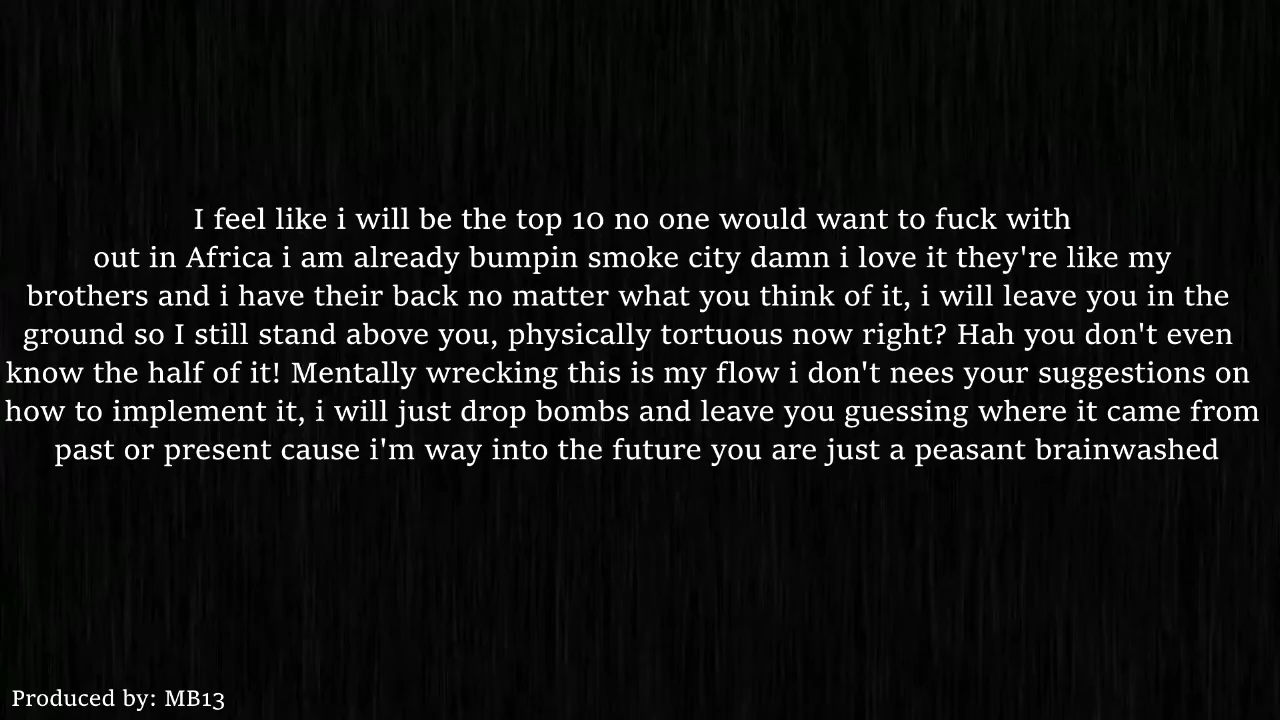 I feel like i will be the top 10 no one would want to fuck with
out in Africa i am already bumpin smoke city damn i love it they're like my
brothers and i have their back no matter what you think of it, i will leave you in the
ground so I still stand above you, physically tortuous now right? Hah you don't even
know the half of it! Mentally wrecking this is my flow i don't nees your suggestions on
how to implement it, i will just drop bombs and leave you guessing where it came from
past or present cause i'm way into the future you are just a peasant brainwashed
Produced by: MB13